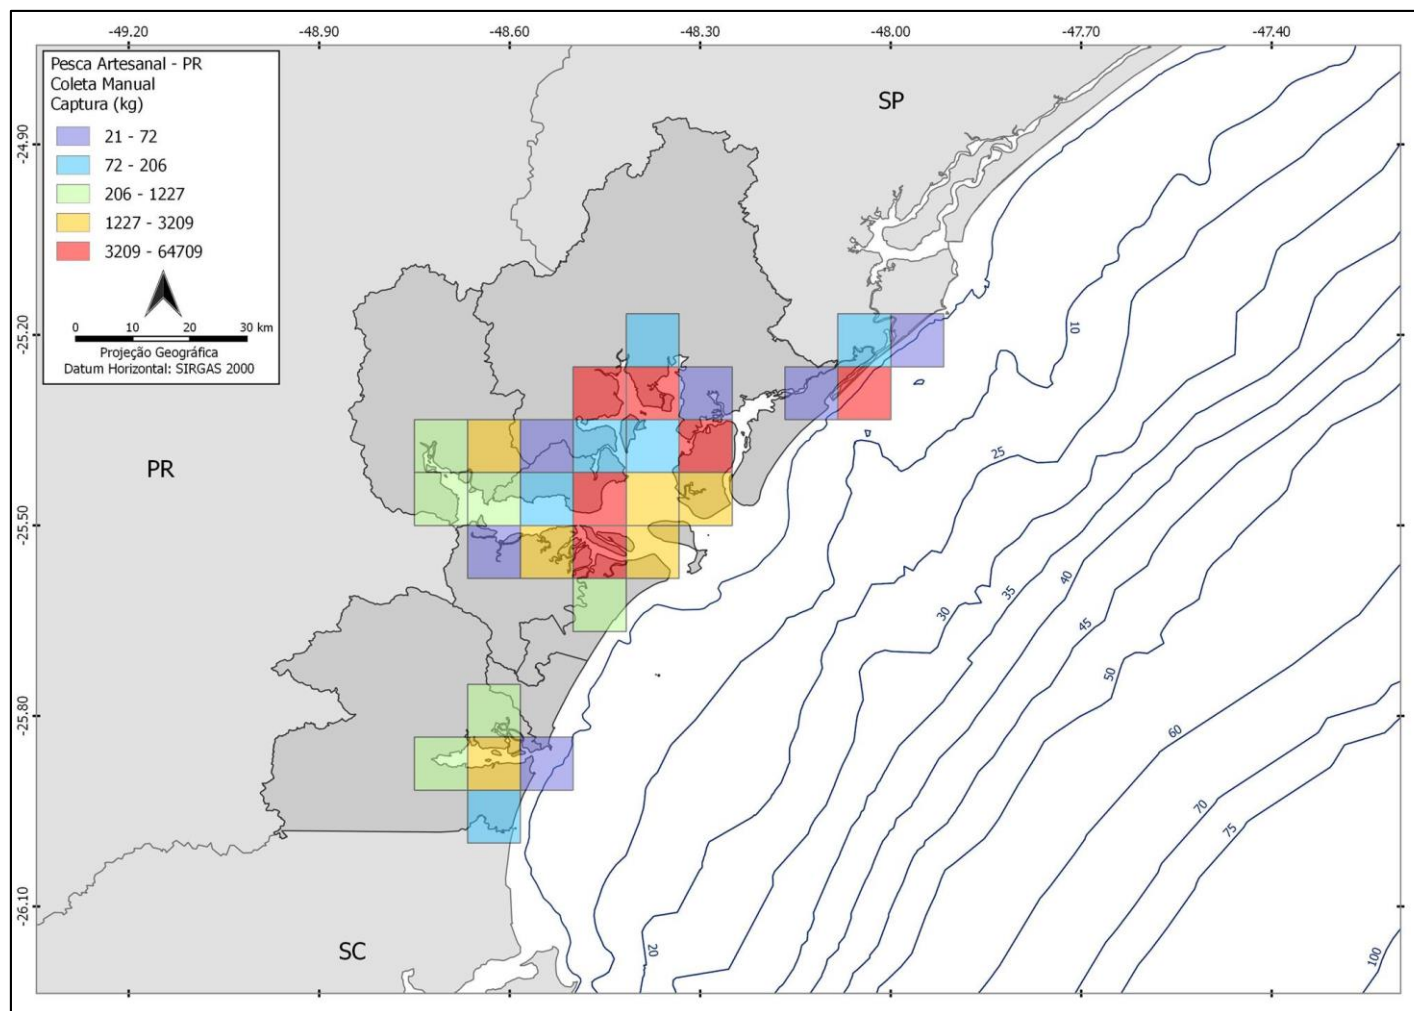 -49.20 -48.90 -48.60 -48.30 -48.00 -47.70 -47.40
Pesca Artesanal - PR
Coleta Manual
Captura (kg)
21 - 72
72 - 206
206 - 1227
1227 - 3209
3209 - 64709
0 10 20 30 km
Projeção Geográfica
Datum Horizontal: SIRGAS 2000
-24.90
-25.20
-25.50
-25.80
-26.10
SP
PR
SC
10
25
30
35
40
45
50
60
70
75
20
100